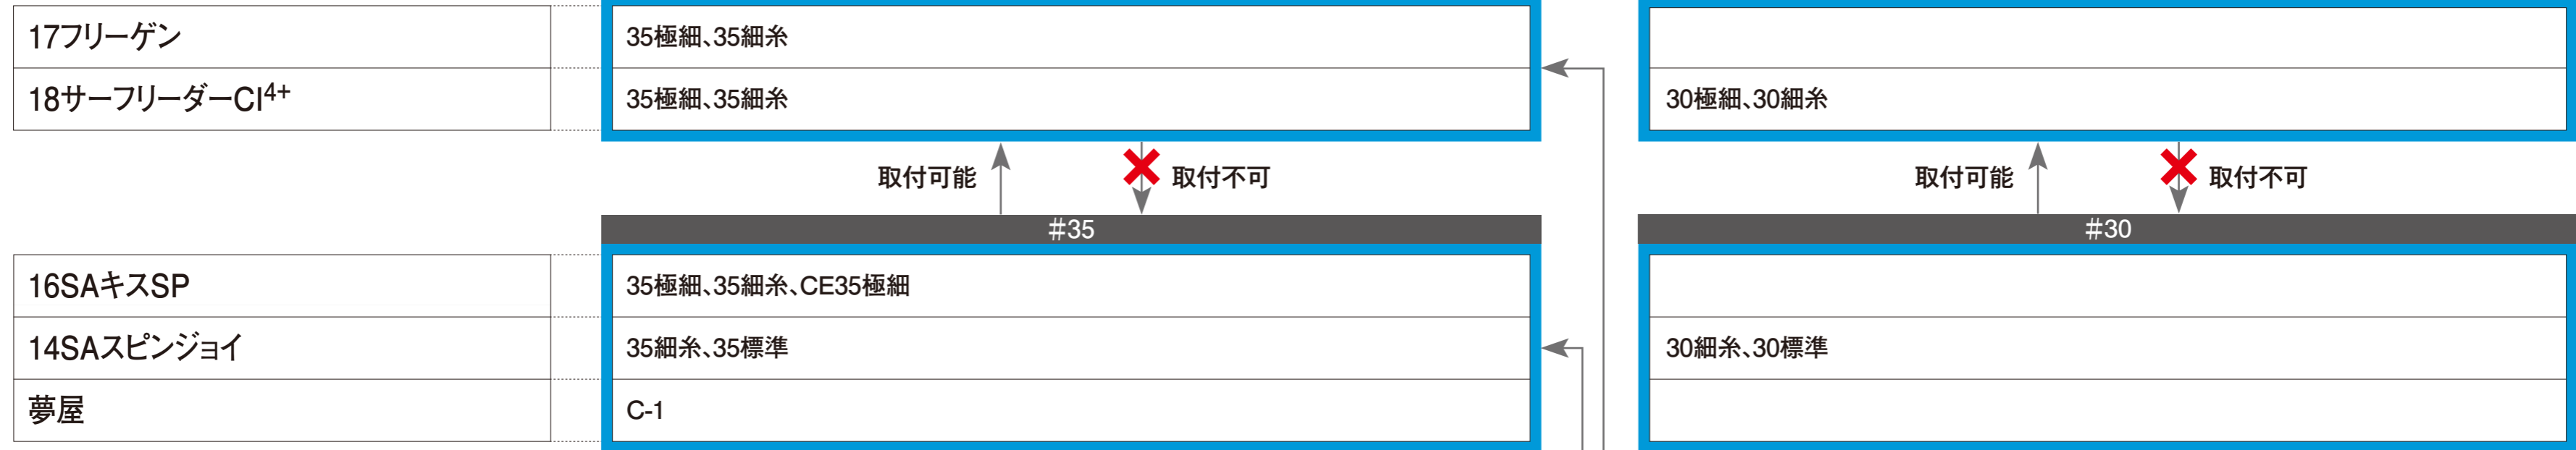 17フリーゲン 35極細、35細糸
18サーフリーダーCI4+ 35極細、35細糸 30極細、30細糸
取付可能 取付不可 取付可能 取付不可
#35 #30
16SAキスSP 35極細、35細糸、CE35極細
14SAスピンジョイ 35細糸、35標準 30細糸、30標準
夢屋 C-1